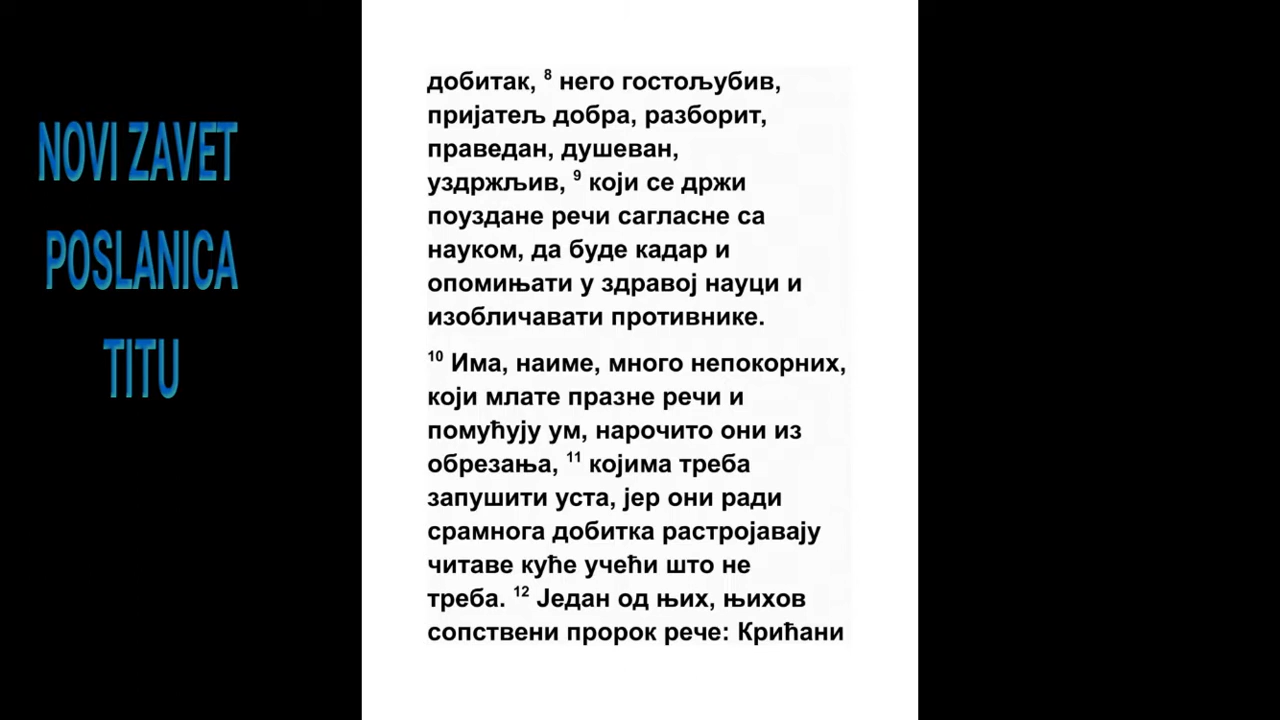 NOVI ZAVET
POSLANICA
TITU
добитак, 8 него гостољубив,
пријатељ добра, разборит,
праведан, душеван,
уздржљив, 9 који се држи
поуздане речи сагласне са
науком, да буде кадар и
опомињати у здравој науци и
изобличавати противнике.
10 Има, наиме, много непокорних,
који млате празне речи и
помућују ум, нарочито они из
обрезања, 11 којима треба
запушити уста, јер они ради
срамнога добитка растројавају
читаве куће учећи што не
треба. 12 Један од њих, њихов
сопствени пророк рече: Крићани